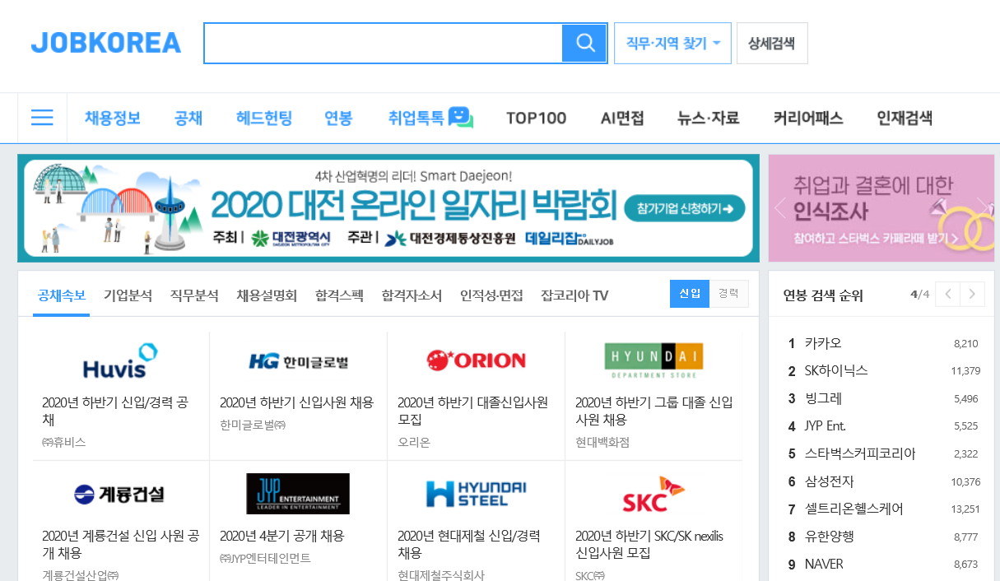 JOBKOREA
직무·지역 찾기
상세검색
채용정보 공채 헤드헌팅 연봉 취업톡톡 TOP100 AI면접 뉴스·자료 커리어패스 인재검색
4차 산업혁명의 리더! Smart Daejeon!
2020 대전 온라인 일자리 박람회
참가기업 신청하기
주최 | 대전광역시 주관 | 대전경제통상진흥원 데일리잡 DAILYJOB
DAEJEON METROPOLITAN CITY
취업과 결혼에 대한
인식조사
참여하고 스타벅스 카페라떼 받기
공채속보 기업분석 직무분석 채용설명회 합격스펙 합격자소서 인적성·면접 잡코리아 TV
신입 경력
Huvis
2020년 하반기 신입/경력 공
채
㈜휴비스
HG 한미글로벌
2020년 하반기 신입사원 채용
한미글로벌㈜
ORION
2020년 하반기 대졸신입사원
모집
오리온
HYUNDAI
DEPARTMENT STORE
2020년 하반기 그룹 대졸 신입
사원 채용
현대백화점
계룡건설
2020년 계룡건설 신입 사원 공
개 채용
계룡건설산업㈜
JYP ENTERTAINMENT
LEADER IN ENTERTAINMENT
2020년 4분기 공개 채용
㈜JYP엔터테인먼트
HYUNDAI
STEEL
2020년 현대제철 신입/경력
채용
현대제철주식회사
SKC
2020년 하반기 SKC/SK nexilis
신입사원 모집
SKC㈜
연봉 검색 순위 4/4
1 카카오 8,210
2 SK하이닉스 11,379
3 빙그레 5,496
4 JYP Ent. 5,525
5 스타벅스커피코리아 2,322
6 삼성전자 10,376
7 셀트리온헬스케어 13,251
8 유한양행 8,777
9 NAVER 8,673